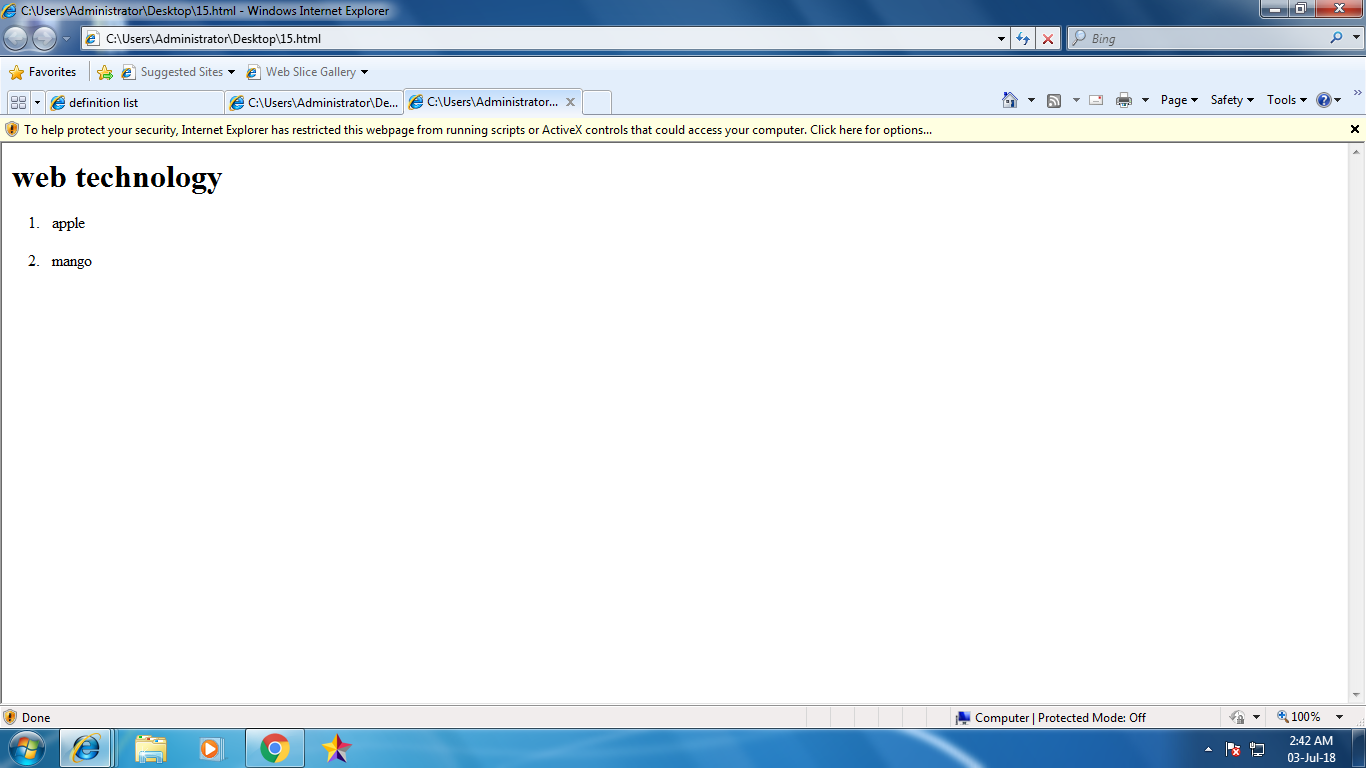 C:\Users\Administrator\Desktop\15.html - Windows Internet Explorer
C:\Users\Administrator\Desktop\15.html
Bing
Favorites Suggested Sites Web Slice Gallery
definition list C:\Users\Administrator\De... C:\Users\Administrator... Page Safety Tools
To help protect your security, Internet Explorer has restricted this webpage from running scripts or ActiveX controls that could access your computer. Click here for options...
web technology
1. apple
2. mango
Done Computer | Protected Mode: Off 100%
2:42 AM
03-Jul-18